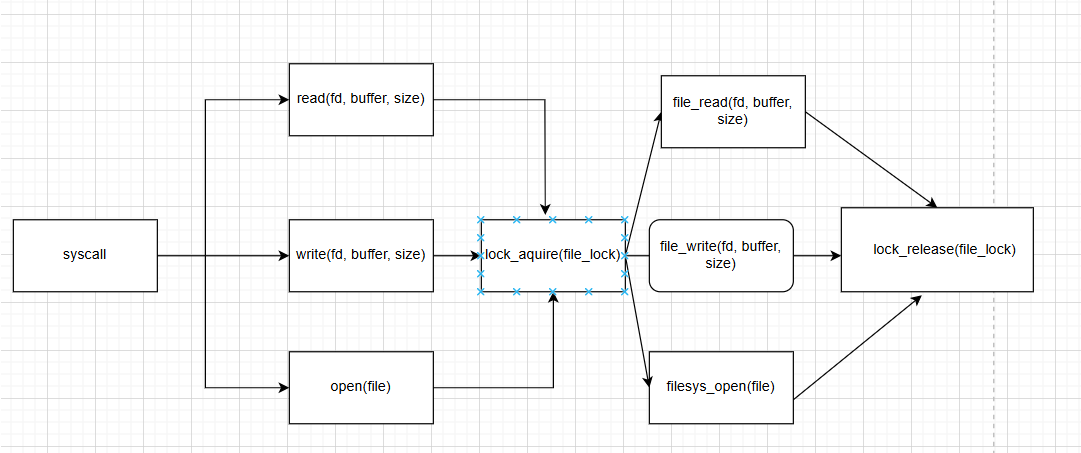 read(fd, buffer, size)
file_read(fd, buffer,
size)
syscall
write(fd, buffer, size)
lock_aquire(file_lock)
file_write(fd, buffer,
size)
lock_release(file_lock)
open(file)
filesys_open(file)